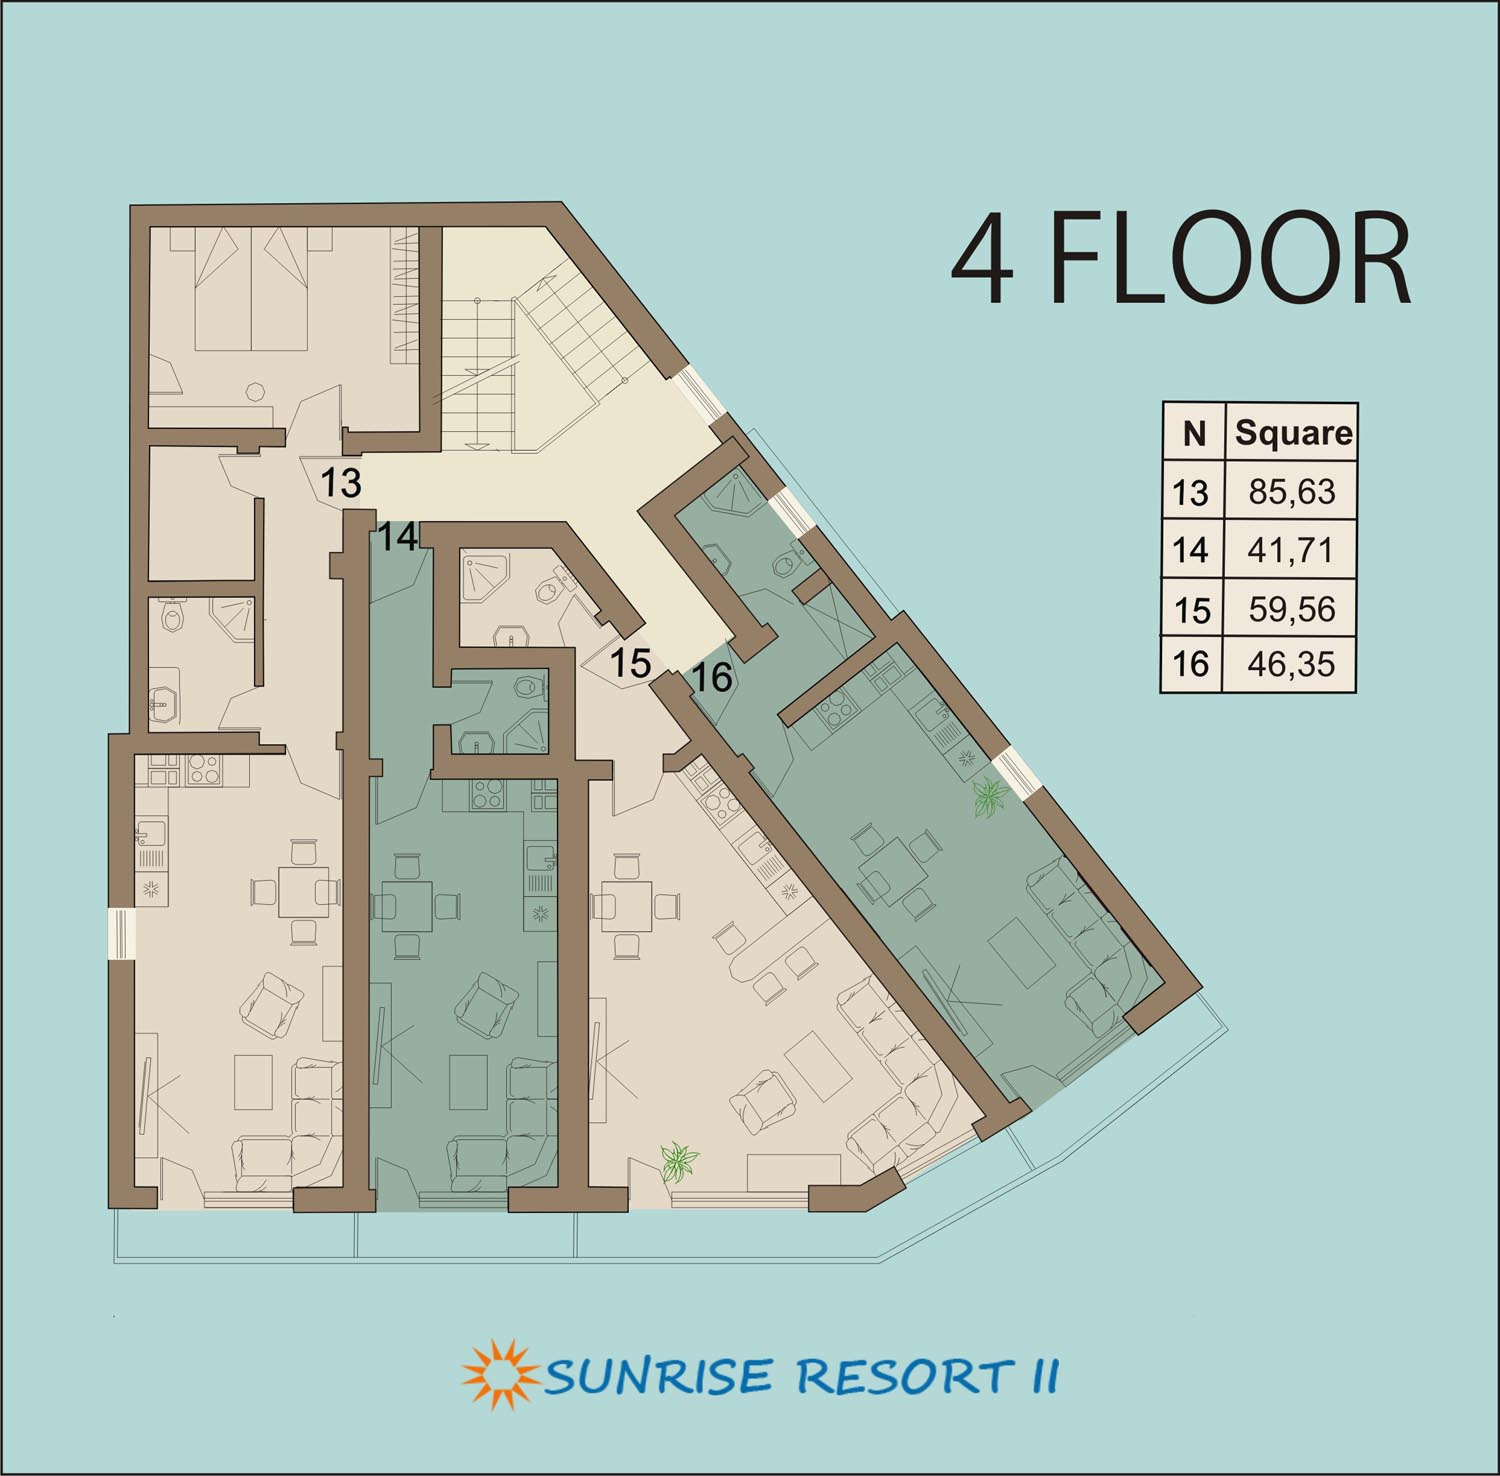 4 FLOOR
N Square
13 85,63
14 41,71
15 59,56
16 46,35
13
14
15
16
SUNRISE RESORT II